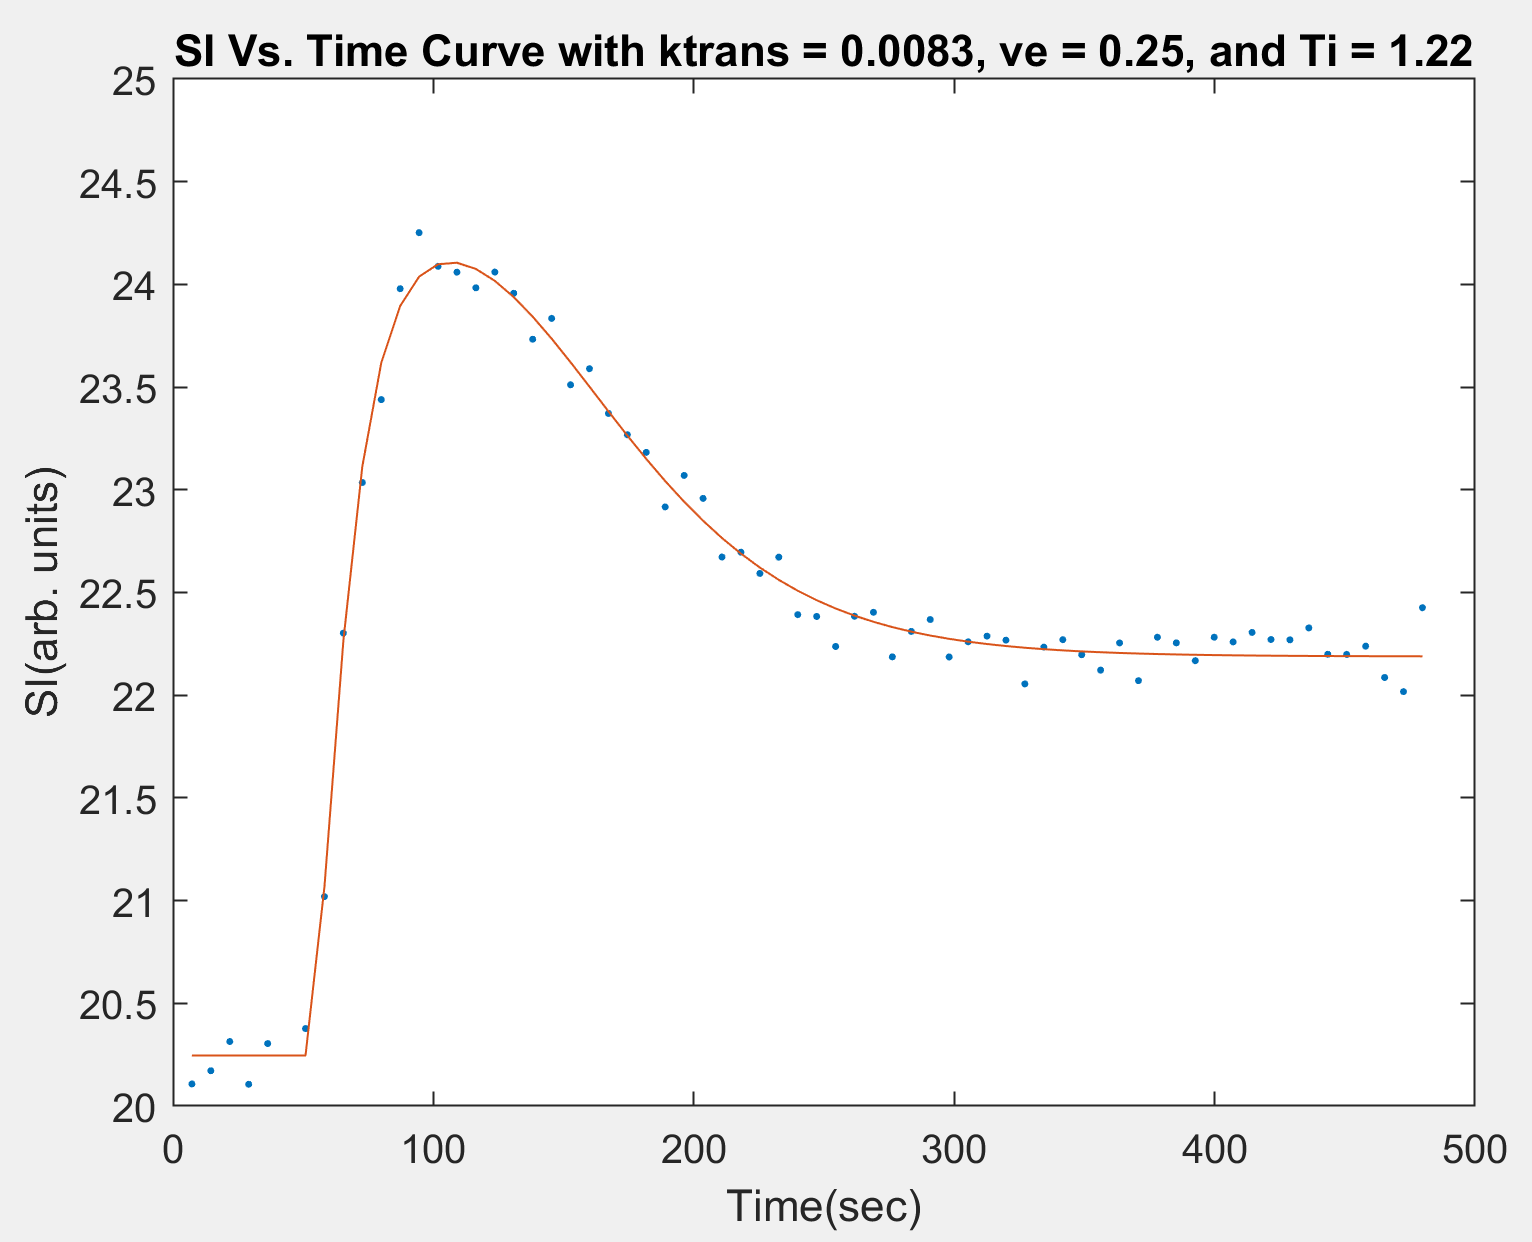 SI Vs. Time Curve with ktrans = 0.0083, ve = 0.25, and Ti = 1.22
25
24.5
24
23.5
23
22.5
22
21.5
21
20.5
20
SI(arb. units)
0 100 200 300 400 500
Time(sec)